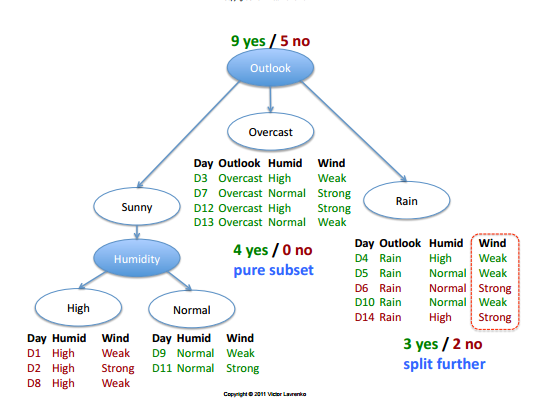 9 yes / 5 no
Outlook
Overcast
Day Outlook Humid Wind
D3 Overcast High Weak
D7 Overcast Normal Strong
D12 Overcast High Strong
D13 Overcast Normal Weak
4 yes / 0 no
pure subset
Sunny
Humidity
High
Day Humid Wind
D1 High Weak
D2 High Strong
D8 High Weak
Normal
Day Humid Wind
D9 Normal Weak
D11 Normal Strong
Rain
Day Outlook Humid Wind
D4 Rain High Weak
D5 Rain Normal Weak
D6 Rain Normal Strong
D10 Rain Normal Weak
D14 Rain High Strong
3 yes / 2 no
split further
Copyright © 2011 Victor Lavrenko